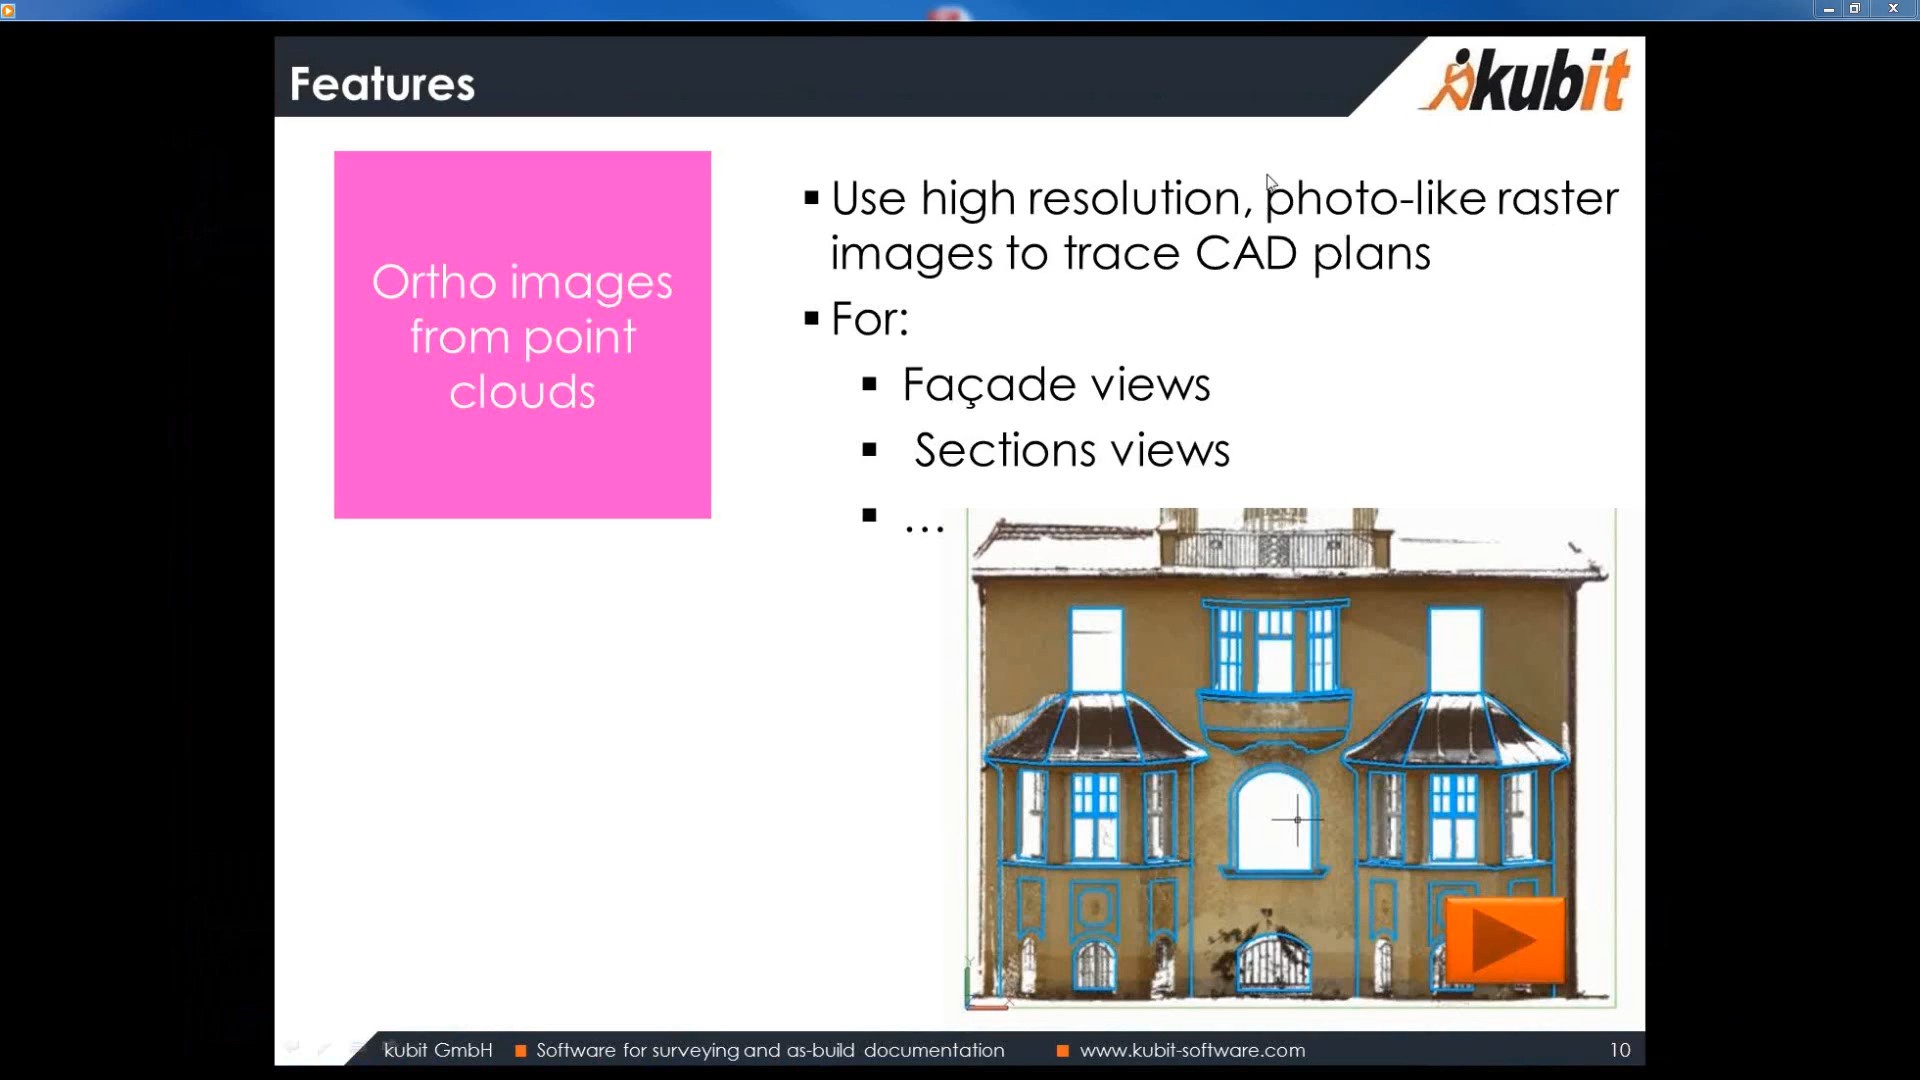 Features
kubit
Ortho images
from point
clouds
▪ Use high resolution, photo-like raster
images to trace CAD plans
▪ For:
▪ Façade views
▪ Sections views
▪ ...
Y
X
kubit GmbH ■ Software for surveying and as-build documentation ■ www.kubit-software.com 10